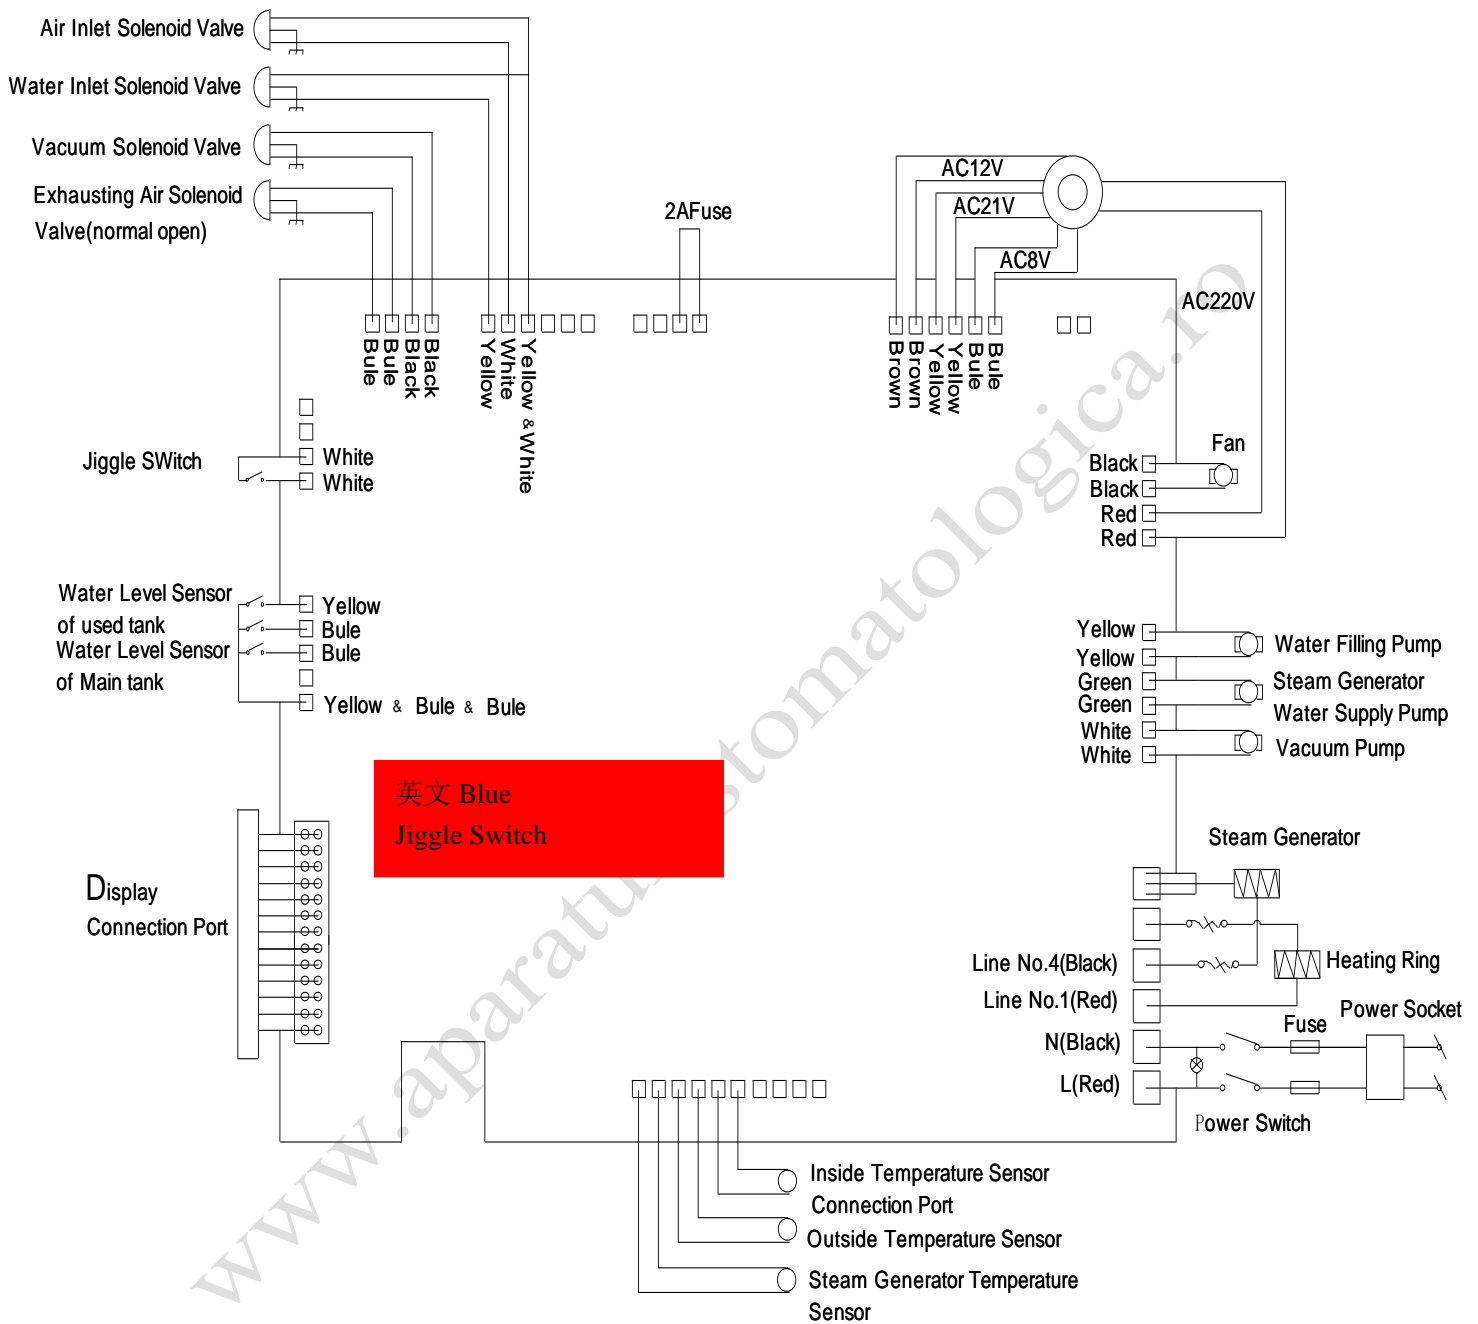 Air Inlet Solenoid Valve
Water Inlet Solenoid Valve
Vacuum Solenoid Valve
Exhausting Air Solenoid
Valve(normal open)
2AFuse
AC12V
AC21V
AC8V
AC220V
Bule
Bule
Black
Black
Yellow
White
Yellow &White
Brown
Brown
Yellow
Yellow
Bule
Bule
Jiggle SWitch
White
White
Fan
Black
Black
Red
Red
Water Level Sensor
of used tank
Water Level Sensor
of Main tank
Yellow
Bule
Bule
Yellow & Bule & Bule
Yellow
Yellow
Green
Green
White
White
Water Filling Pump
Steam Generator
Water Supply Pump
Vacuum Pump
英文 Blue
Jiggle Switch
Display
Connection Port
Steam Generator
Line No.4(Black)
Heating Ring
Line No.1(Red)
Power Socket
Fuse
N(Black)
L(Red)
Power Switch
Inside Temperature Sensor
Connection Port
Outside Temperature Sensor
Steam Generator Temperature
Sensor